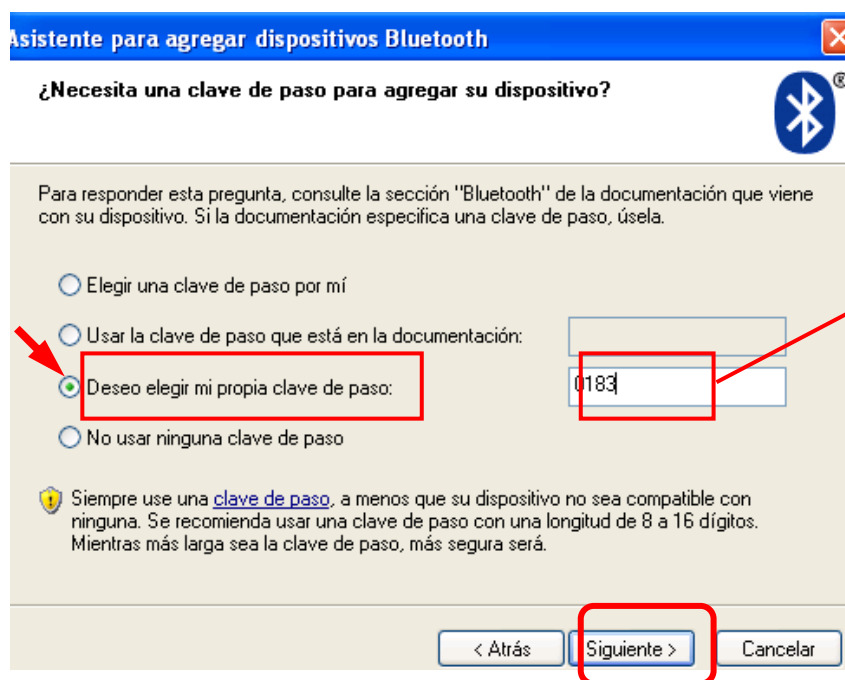 Asistente para agregar dispositivos Bluetooth
¿Necesita una clave de paso para agregar su dispositivo?
®
Para responder esta pregunta, consulte la sección "Bluetooth" de la documentación que viene
con su dispositivo. Si la documentación especifica una clave de paso, úsela.
Elegir una clave de paso por mí
Usar la clave de paso que está en la documentación:
Deseo elegir mi propia clave de paso:
0183
No usar ninguna clave de paso
Siempre use una clave de paso, a menos que su dispositivo no sea compatible con
ninguna. Se recomienda usar una clave de paso con una longitud de 8 a 16 dígitos.
Mientras más larga sea la clave de paso, más segura será.
< Atrás
Siguiente >
Cancelar